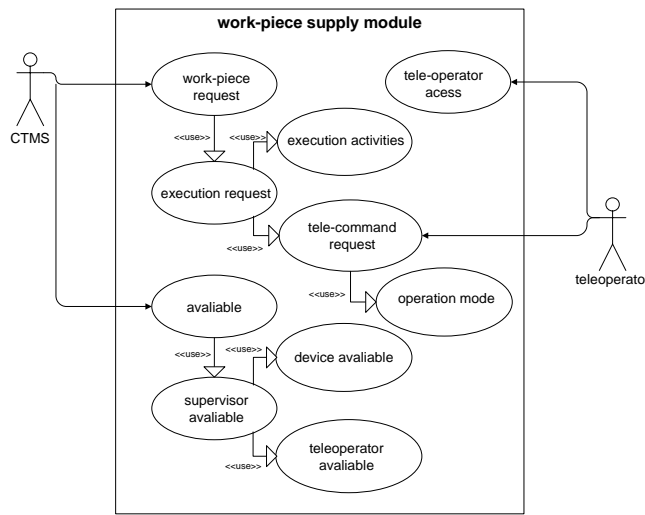 work-piece supply module
work-piece
request
tele-operator
acess
CTMS
<<use>>
<<use>>
execution activities
execution request
tele-command
request
<<use>>
teleoperato
<<use>>
operation mode
avaliable
<<use>>
<<use>>
device avaliable
supervisor
avaliable
teleoperator
avaliable
<<use>>